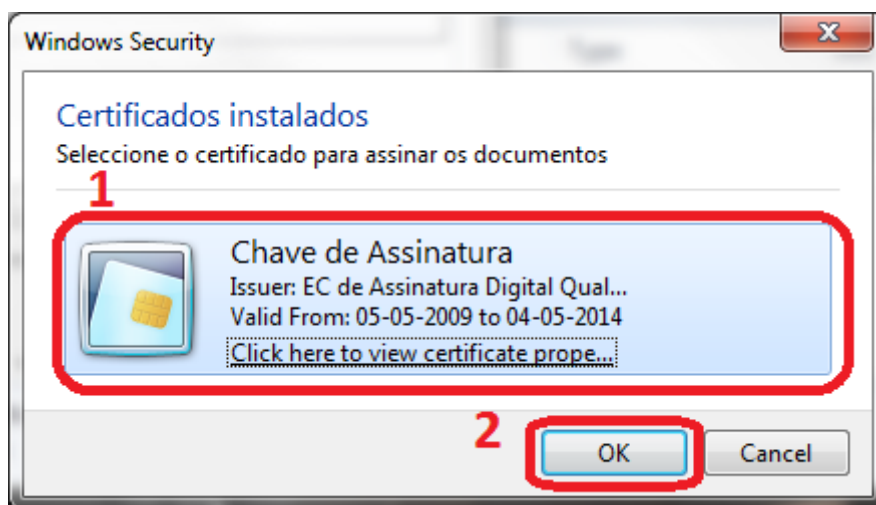 Windows Security
Certificados instalados
Seleccione o certificado para assinar os documentos
1
Chave de Assinatura
Issuer: EC de Assinatura Digital Qual...
Valid From: 05-05-2009 to 04-05-2014
Click here to view certificate prope...
2
OK
Cancel